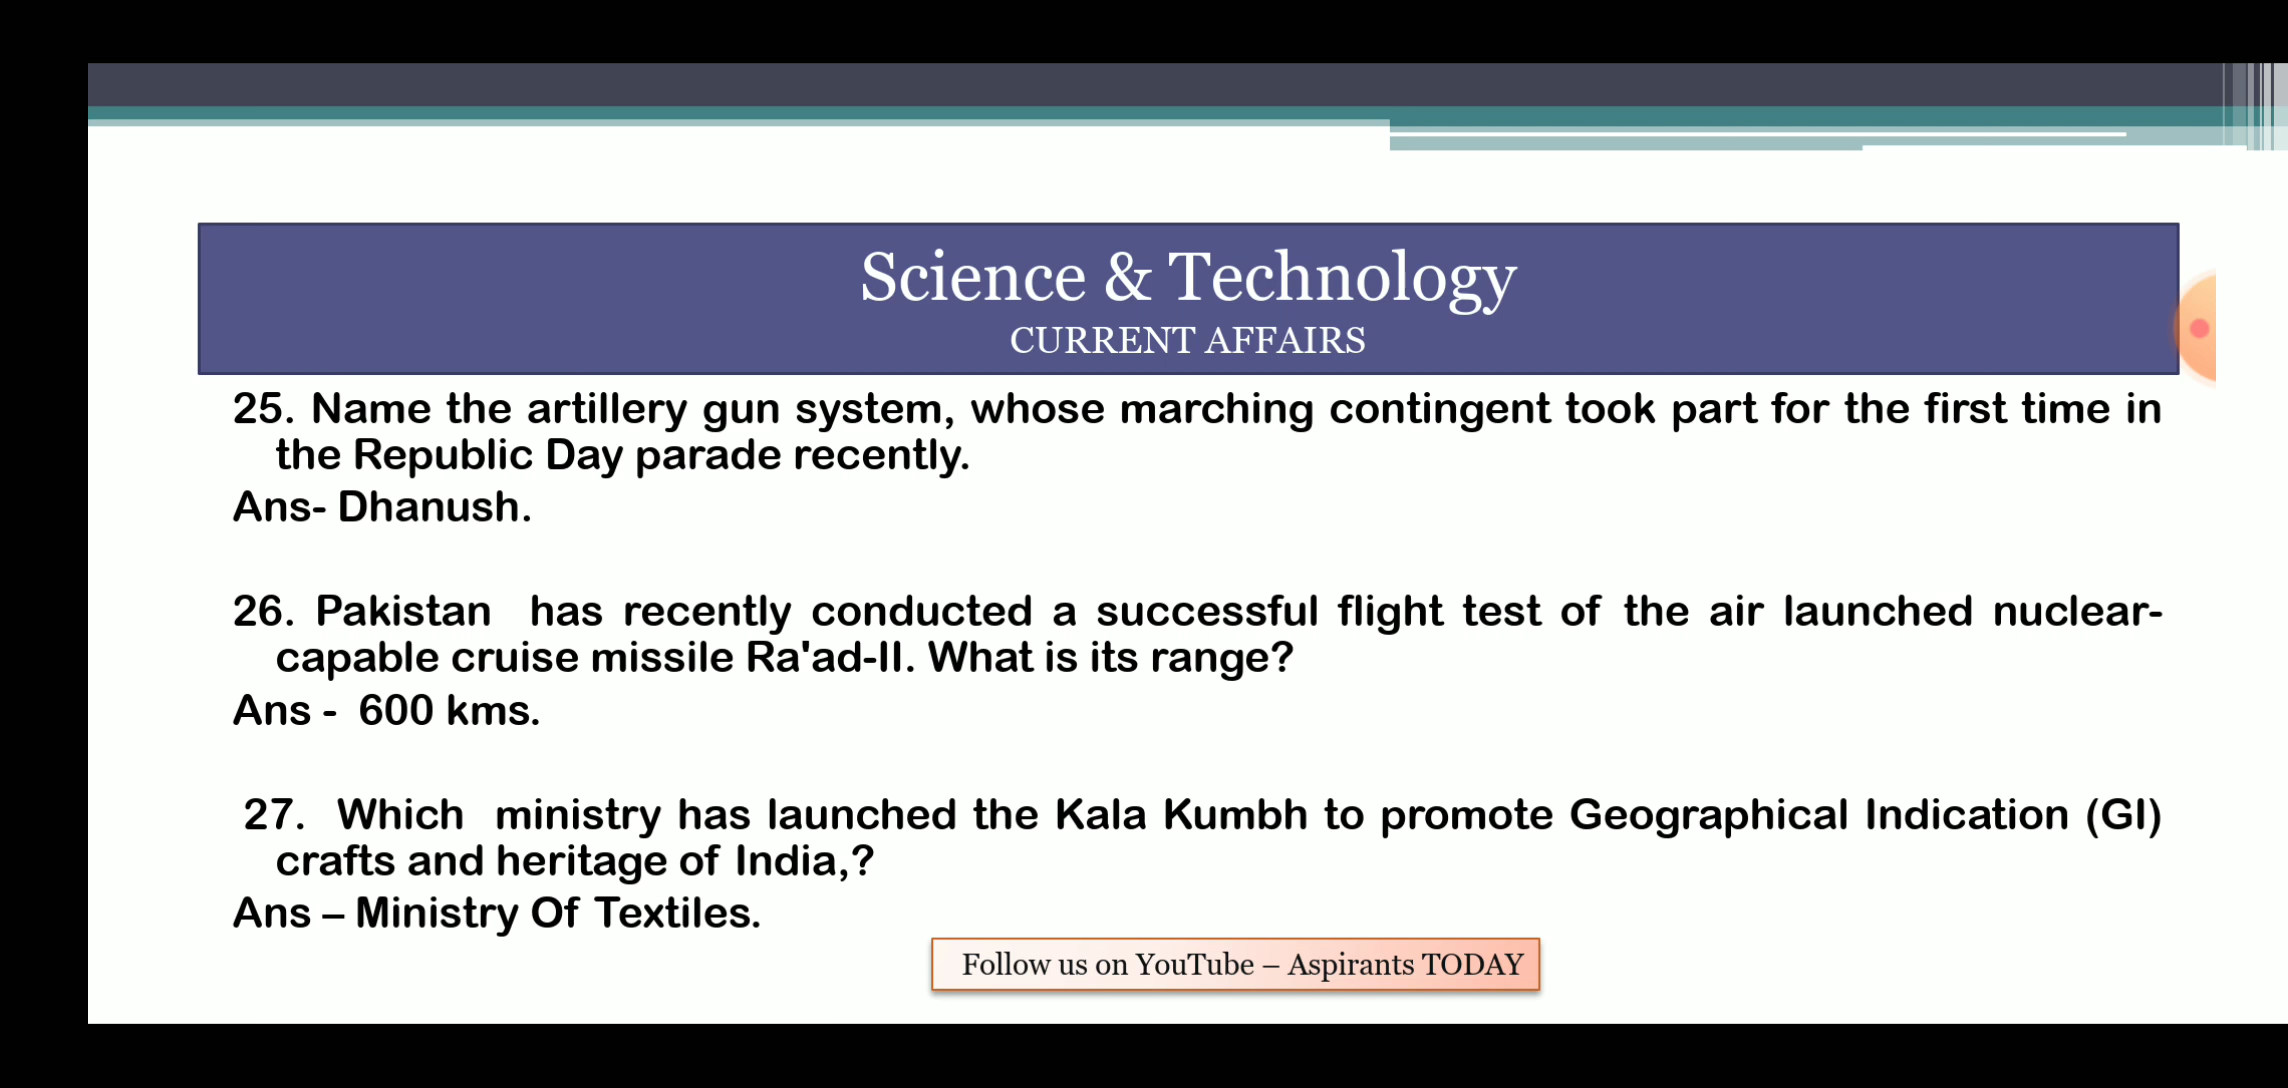 Science & Technology
CURRENT AFFAIRS
25. Name the artillery gun system, whose marching contingent took part for the first time in
the Republic Day parade recently.
Ans- Dhanush.
26. Pakistan has recently conducted a successful flight test of the air launched nuclear-
capable cruise missile Ra'ad-II. What is its range?
Ans - 600 kms.
27. Which ministry has launched the Kala Kumbh to promote Geographical Indication (GI)
crafts and heritage of India,?
Ans – Ministry Of Textiles.
Follow us on YouTube – Aspirants TODAY